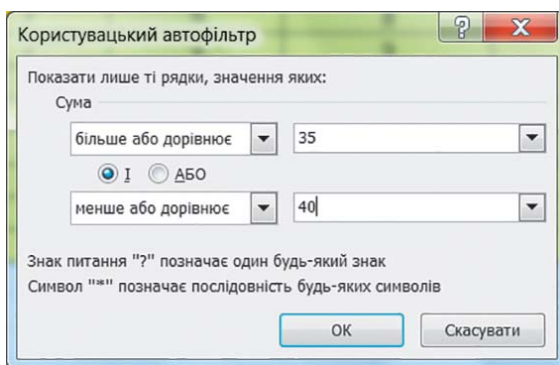 Користувацький автофільтр
Показати лише ті рядки, значення яких:
Сума
більше або дорівнює 35
І АБО
менше або дорівнює 40
Знак питання "?" позначає один будь-який знак
Символ "*" позначає послідовність будь-яких символів
ОК Скасувати